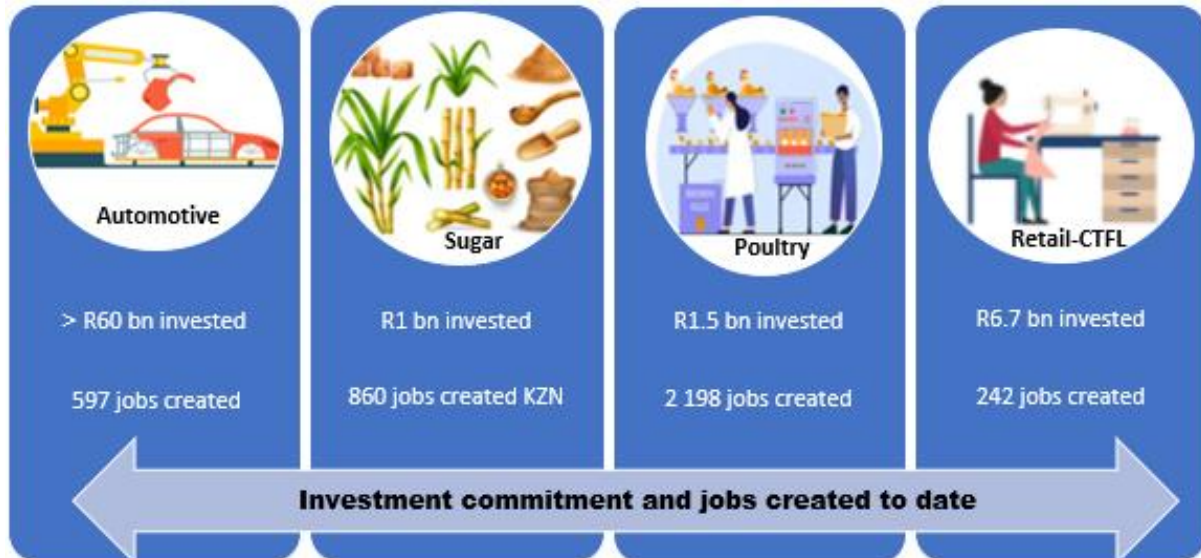 Automotive
> R60 bn invested
597 jobs created
Sugar
R1 bn invested
860 jobs created KZN
Poultry
R1.5 bn invested
2 198 jobs created
Retail-CTFL
R6.7 bn invested
242 jobs created
Investment commitment and jobs created to date